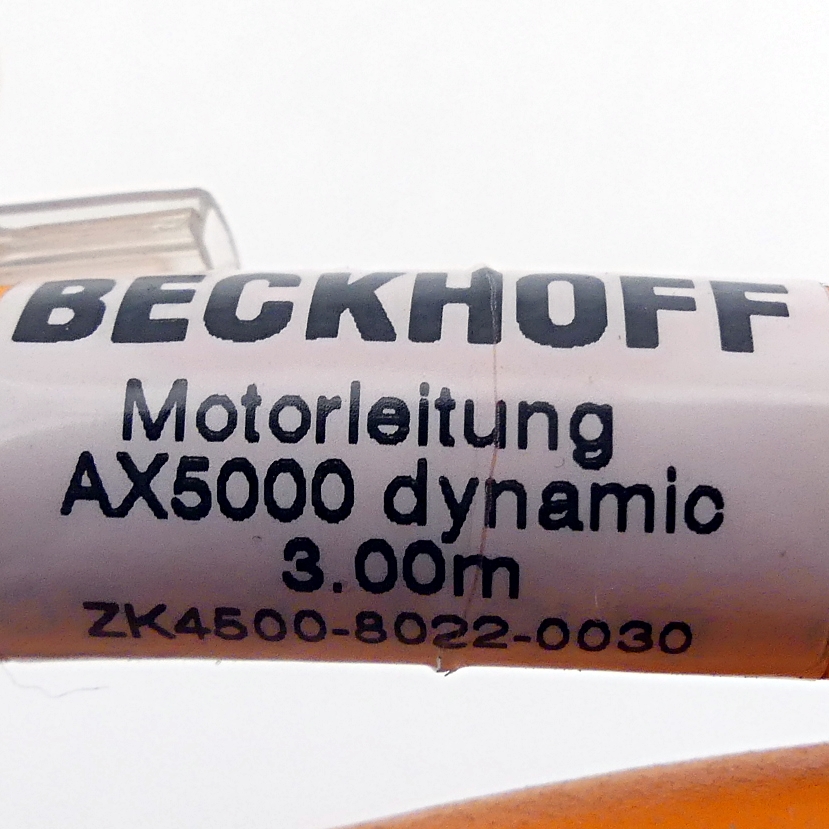 BECKHOFF
Motorleitung
AX5000 dynamic
3.00m
ZK4500-8022-0030